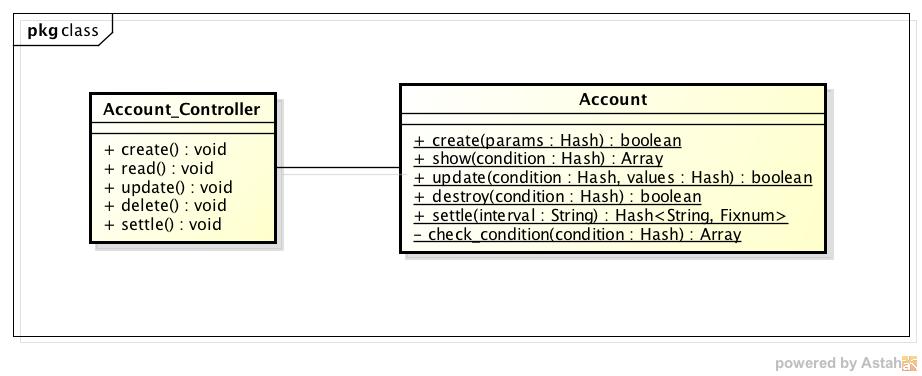 pkg class
Account_Controller
+ create() : void
+ read() : void
+ update() : void
+ delete() : void
+ settle() : void
Account
+ create(params : Hash) : boolean
+ show(condition : Hash) : Array
+ update(condition : Hash, values : Hash) : boolean
+ destroy(condition : Hash) : boolean
+ settle(interval : String) : Hash<String, Fixnum>
- check_condition(condition : Hash) : Array
powered by Astah